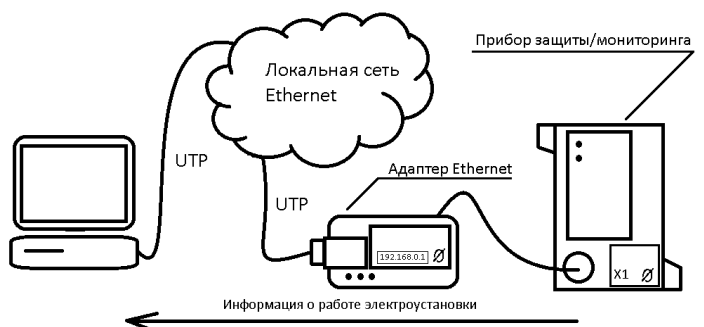 Прибор защиты/мониторинга
Локальная сеть
Ethernet
UTP
Адаптер Ethernet
UTP
192.168.0.1
X1
Информация о работе электроустановки